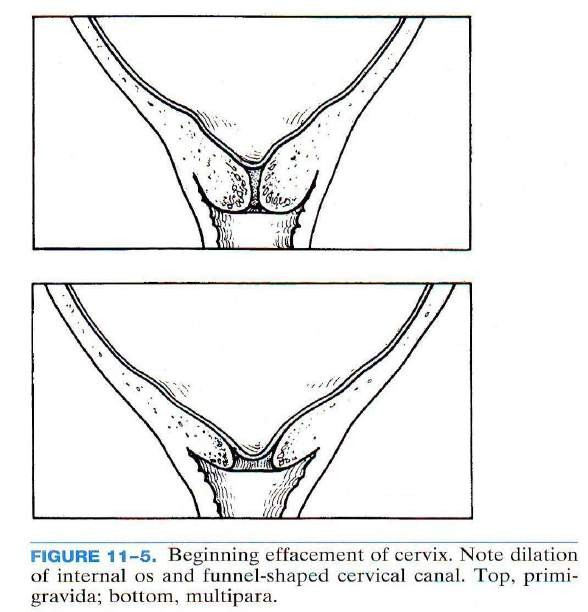 FIGURE 11–5. Beginning effacement of cervix. Note dilation
of internal os and funnel-shaped cervical canal. Top, primi-
gravida; bottom, multipara.